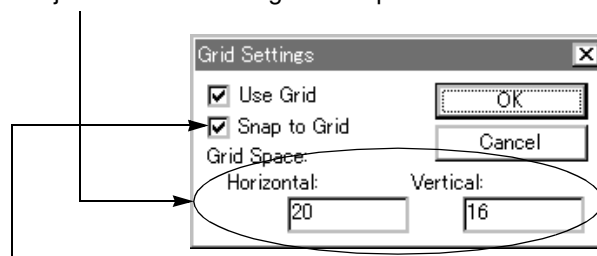 Grid Settings
Use Grid
OK
Snap to Grid
Cancel
Grid Space:
Horizontal:
Vertical:
20
16